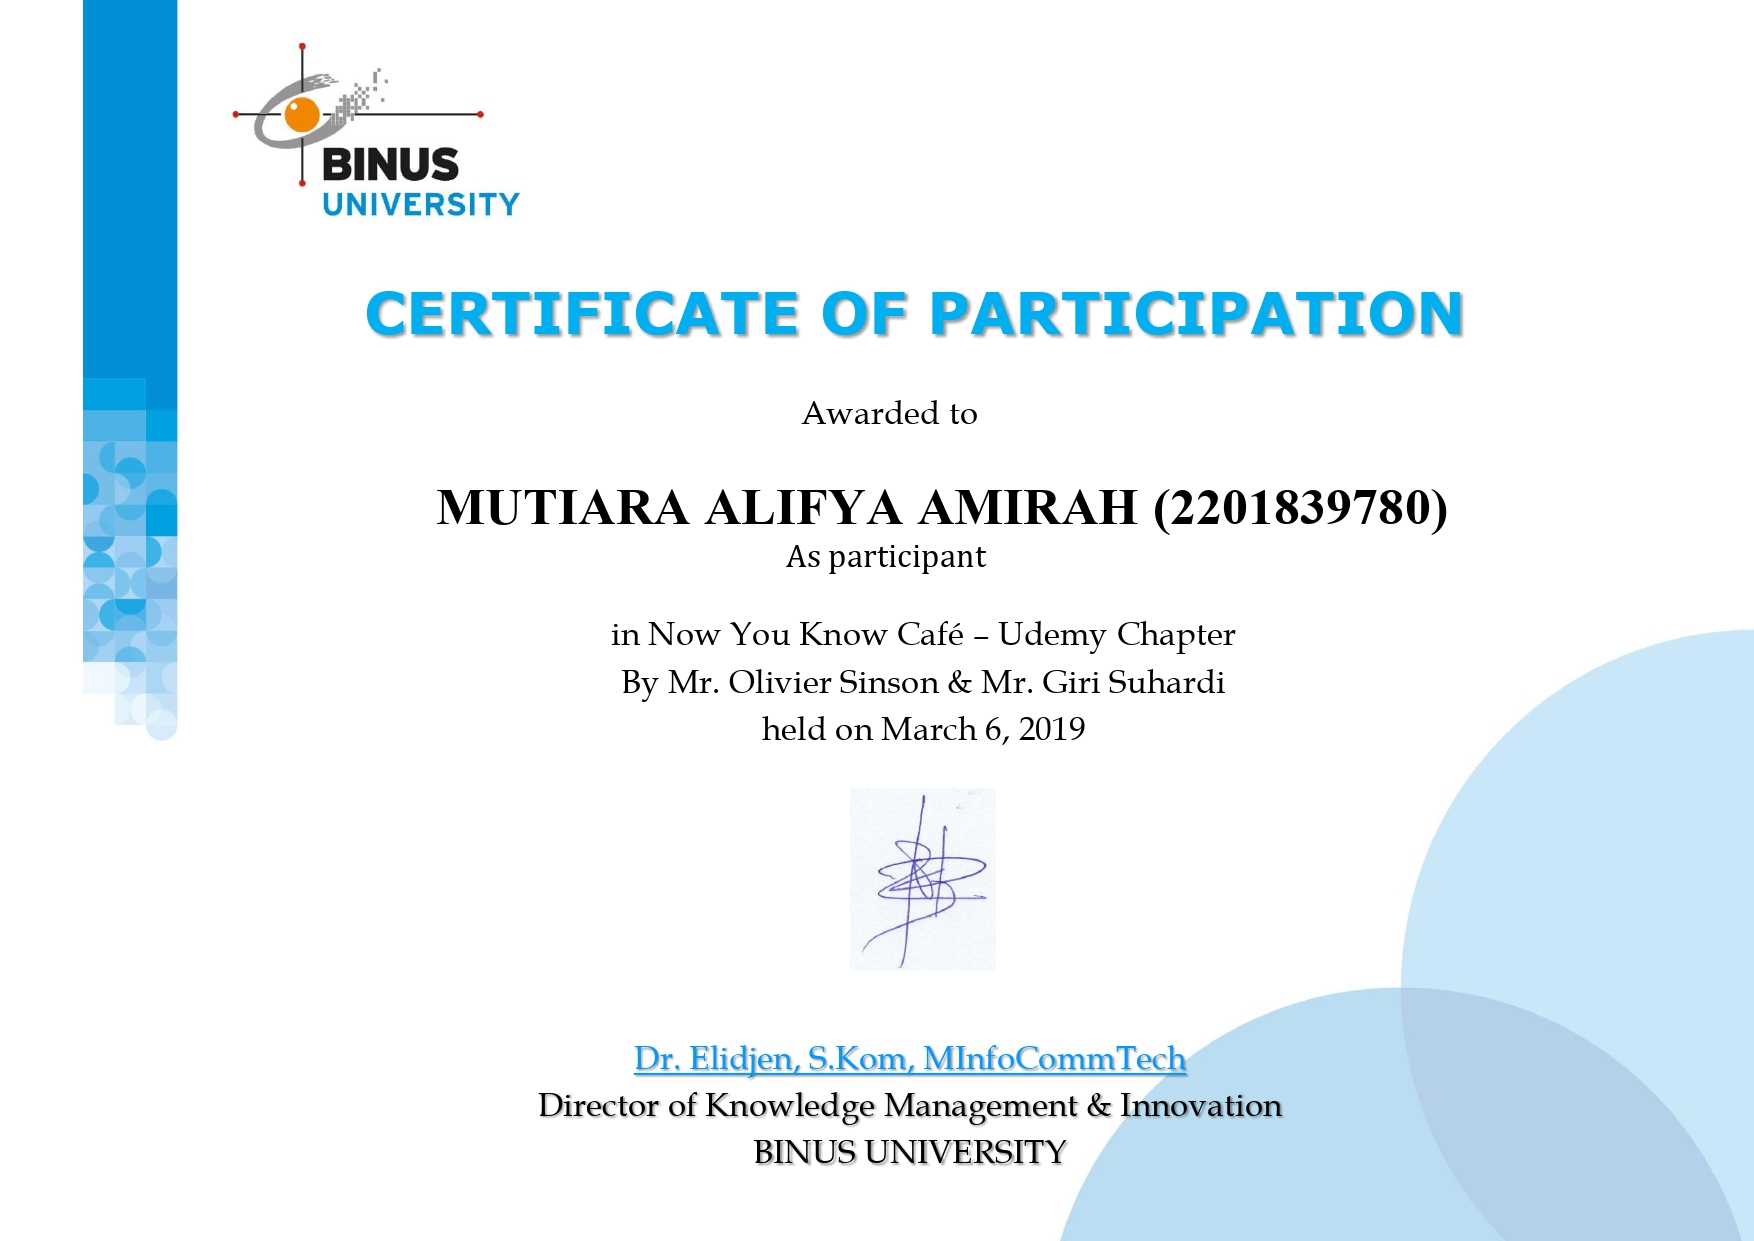 BINUS
UNIVERSITY
CERTIFICATE OF PARTICIPATION
Awarded to
MUTIARA ALIFYA AMIRAH (2201839780)
As participant
in Now You Know Café – Udemy Chapter
By Mr. Olivier Sinson & Mr. Giri Suhardi
held on March 6, 2019
Dr. Elidjen, S.Kom, MInfoCommTech
Director of Knowledge Management & Innovation
BINUS UNIVERSITY